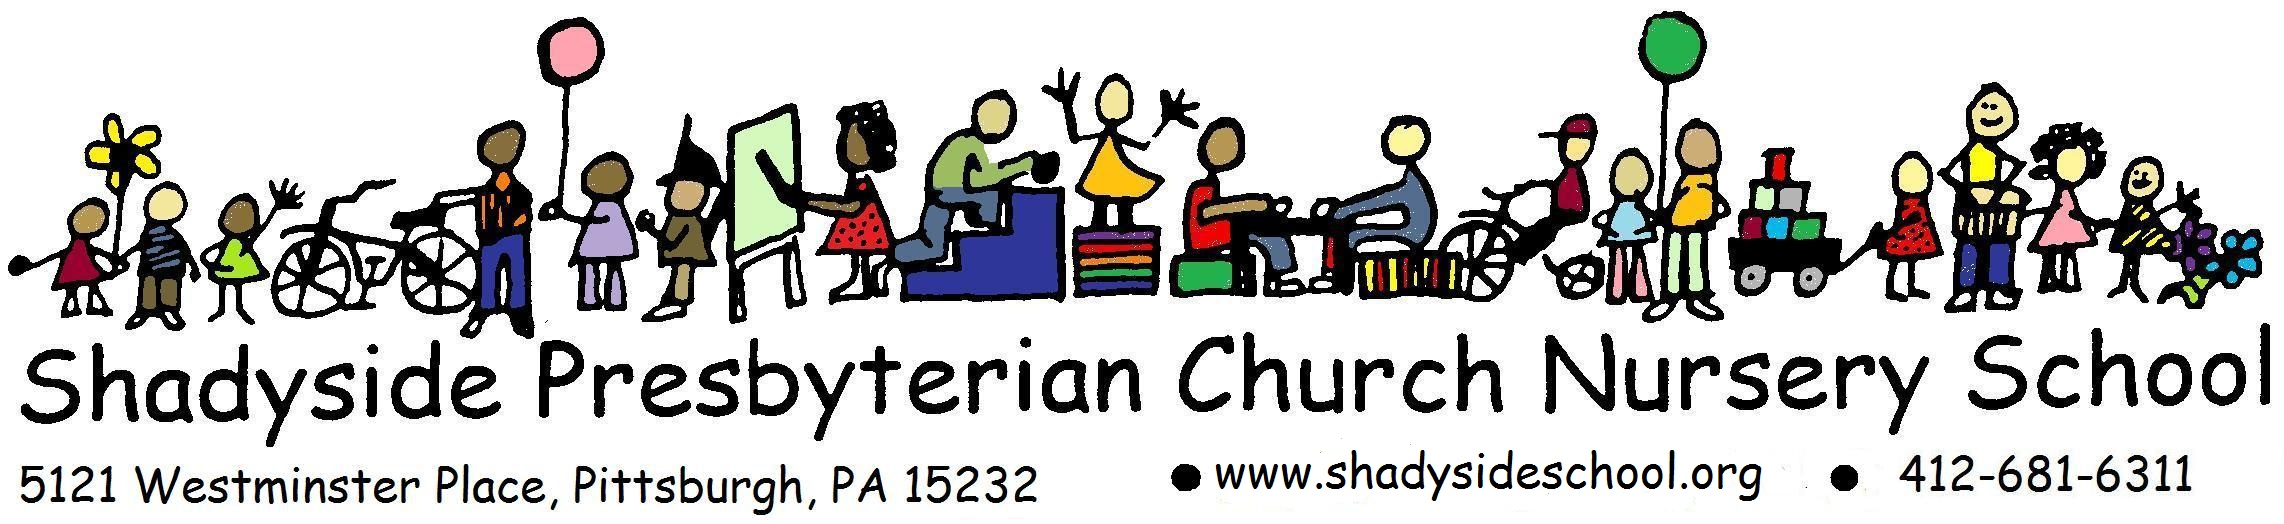 Shadyside Presbyterian Church Nursery School
5121 Westminster Place, Pittsburgh, PA 15232 ● www.shadysideschool.org ● 412-681-6311